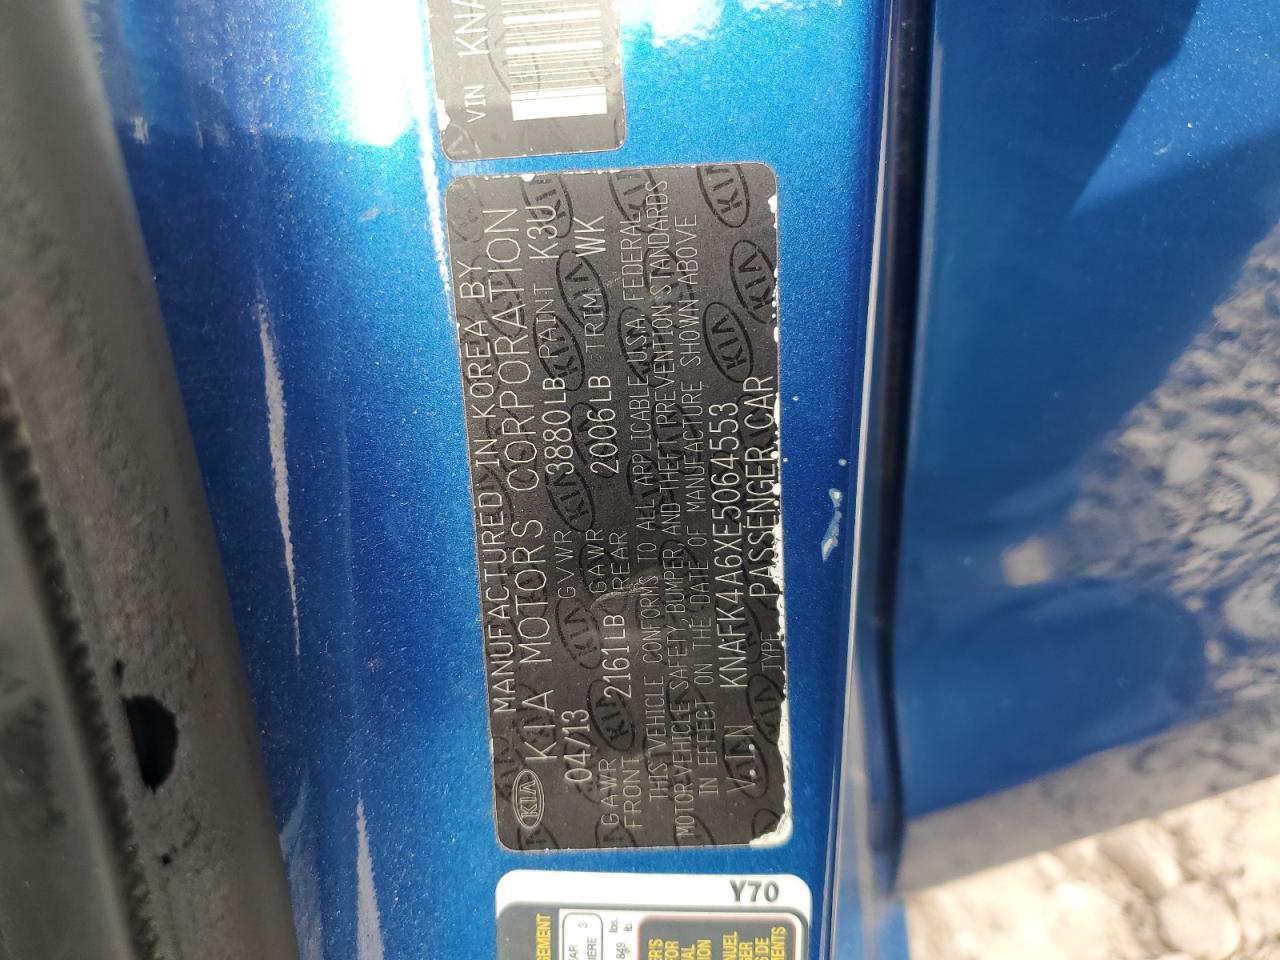 VIN KNA
MANUFACTURED IN KOREA BY
KIA KIA MOTORS CORPORATION
04/13 GVWR 3880LB PAINT K3U
GAWR FRONT 2161LB GAWR REAR 2006LB TRIM WK
THIS VEHICLE CONFORMS TO ALL APPLICABLE USA FEDERAL
MOTOR VEHICLE SAFETY, BUMPER AND THEFT PREVENTION STANDARDS
IN EFFECT ON THE DATE OF MANUFACTURE SHOWN ABOVE
V.I.N KNAFK4A6XE5064553
TYPE PASSENGER CAR
Y70